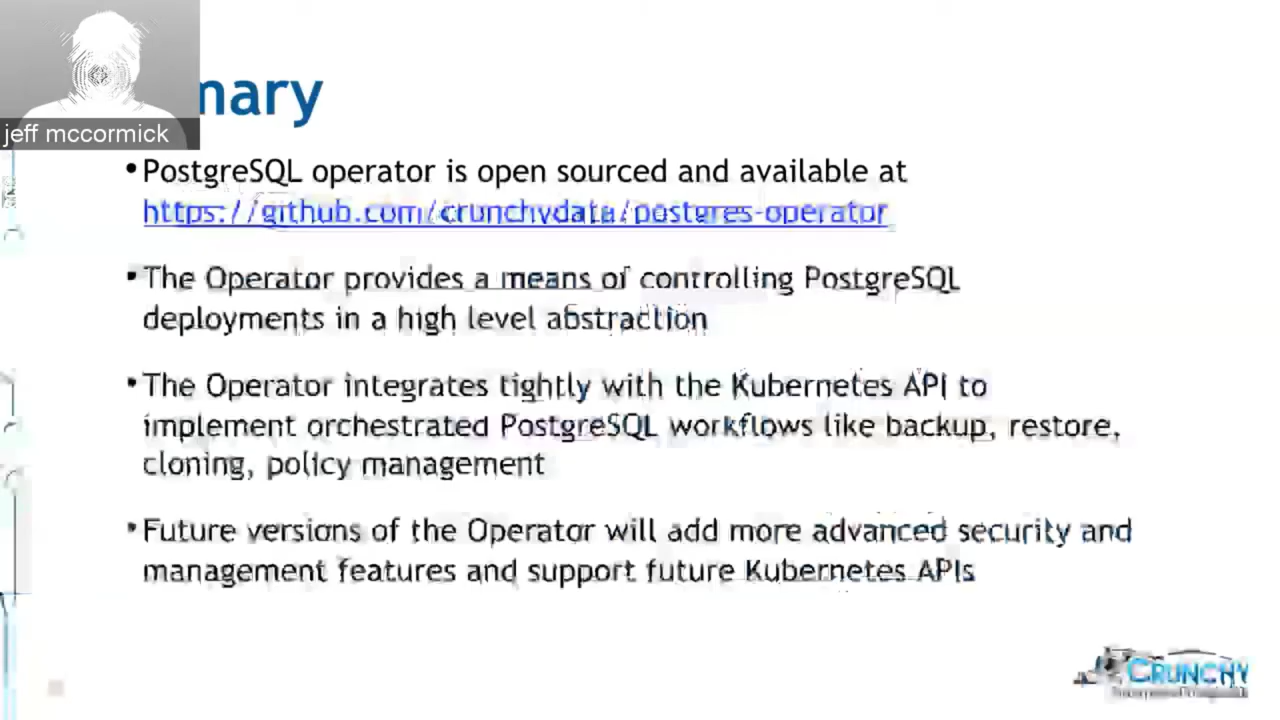 mary
jeff mccormick
•PostgreSQL operator is open sourced and available at
https://github.com/crunchydata/postgres-operator
•The Operator provides a means of controlling PostgreSQL
deployments in a high level abstraction
•The Operator integrates tightly with the Kubernetes API to
implement orchestrated PostgreSQL workflows like backup, restore,
cloning, policy management
•Future versions of the Operator will add more advanced security and
management features and support future Kubernetes APIs
CRUNCHY